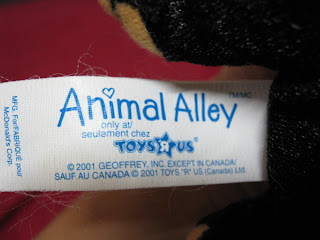 Animal Alley
TM/MC
only at/
seulement chez
TOYS"R"US
© 2001 GEOFFREY, INC. EXCEPT IN CANADA/
SAUF AU CANADA © 2001 TOYS "R" US (Canada) Ltd.
MFG. For/FABRIQUÉ pour
McDonald's Corp.